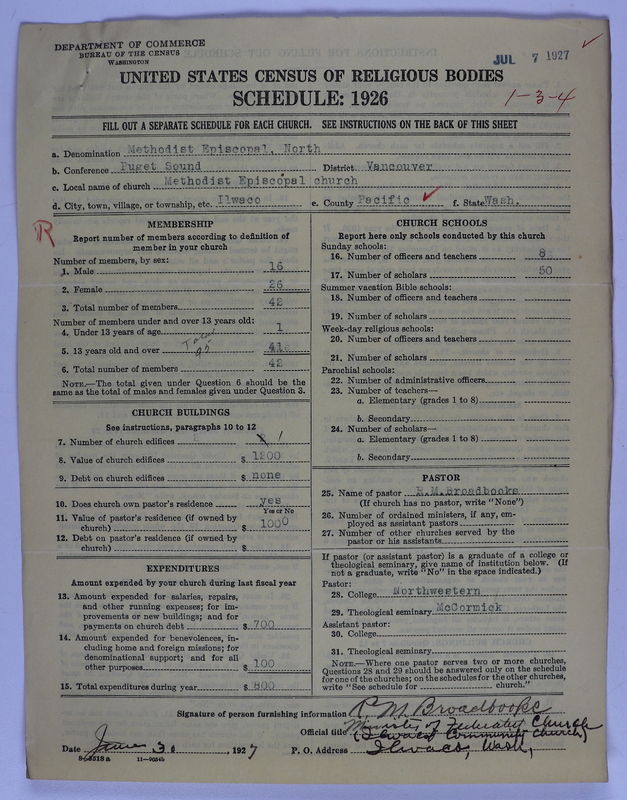 DEPARTMENT OF COMMERCE
BUREAU OF THE CENSUS
WASHINGTON
JUL 7 1927
UNITED STATES CENSUS OF RELIGIOUS BODIES
SCHEDULE: 1926
1-3-4
FILL OUT A SEPARATE SCHEDULE FOR EACH CHURCH. SEE INSTRUCTIONS ON THE BACK OF THIS SHEET
a. Denomination Methodist Episcopal, North
b. Conference Puget Sound District Vancouver
c. Local name of church Methodist Episcopal church
d. City, town, village, or township, etc. Ilwaco e. County Pacific f. State Wash.
R
MEMBERSHIP
Report number of members according to definition of
member in your church
Number of members, by sex:
1. Male 16
2. Female 26
3. Total number of members 42
Number of members under and over 13 years old:
4. Under 13 years of age 1
5. 13 years old and over 41
6. Total number of members 42
NOTE.—The total given under Question 6 should be the
same as the total of males and females given under Question 3.
CHURCH BUILDINGS
See instructions, paragraphs 10 to 12
7. Number of church edifices 1
8. Value of church edifices $ 1200
9. Debt on church edifices $ none
10. Does church own pastor's residence yes
Yes or No
11. Value of pastor's residence (if owned by
church) $ 1000
12. Debt on pastor's residence (if owned by
church) $
EXPENDITURES
Amount expended by your church during last fiscal year
13. Amount expended for salaries, repairs,
and other running expenses; for im-
provements or new buildings; and for
payments on church debt $ 700
14. Amount expended for benevolences, in-
cluding home and foreign missions; for
denominational support; and for all
other purposes $ 100
15. Total expenditures during year $ 800
CHURCH SCHOOLS
Report here only schools conducted by this church
Sunday schools:
16. Number of officers and teachers 8
17. Number of scholars 50
Summer vacation Bible schools:
18. Number of officers and teachers
19. Number of scholars
Week-day religious schools:
20. Number of officers and teachers
21. Number of scholars
Parochial schools:
22. Number of administrative officers
23. Number of teachers—
a. Elementary (grades 1 to 8)
b. Secondary
24. Number of scholars—
a. Elementary (grades 1 to 8)
b. Secondary
PASTOR
25. Name of pastor R.M.Broadbooks
(If church has no pastor, write "None")
26. Number of ordained ministers, if any, em-
ployed as assistant pastors
27. Number of other churches served by the
pastor or his assistants
If pastor (or assistant pastor) is a graduate of a college or
theological seminary, give name of institution below. (If
not a graduate, write "No" in the space indicated.)
Pastor:
28. College Northwestern
29. Theological seminary McCormick
Assistant pastor:
30. College
31. Theological seminary
NOTE.—Where one pastor serves two or more churches,
Questions 28 and 29 should be answered only on the schedule
for one of the churches; on the schedules for the other churches,
write "See schedule for church."
Signature of person furnishing information R. M. Broadbooks
Official title Ministry of Federated Church
(Ilwaco Community Church)
Date June 30, 1927 P. O. Address Ilwaco, Wash,
11—9034b